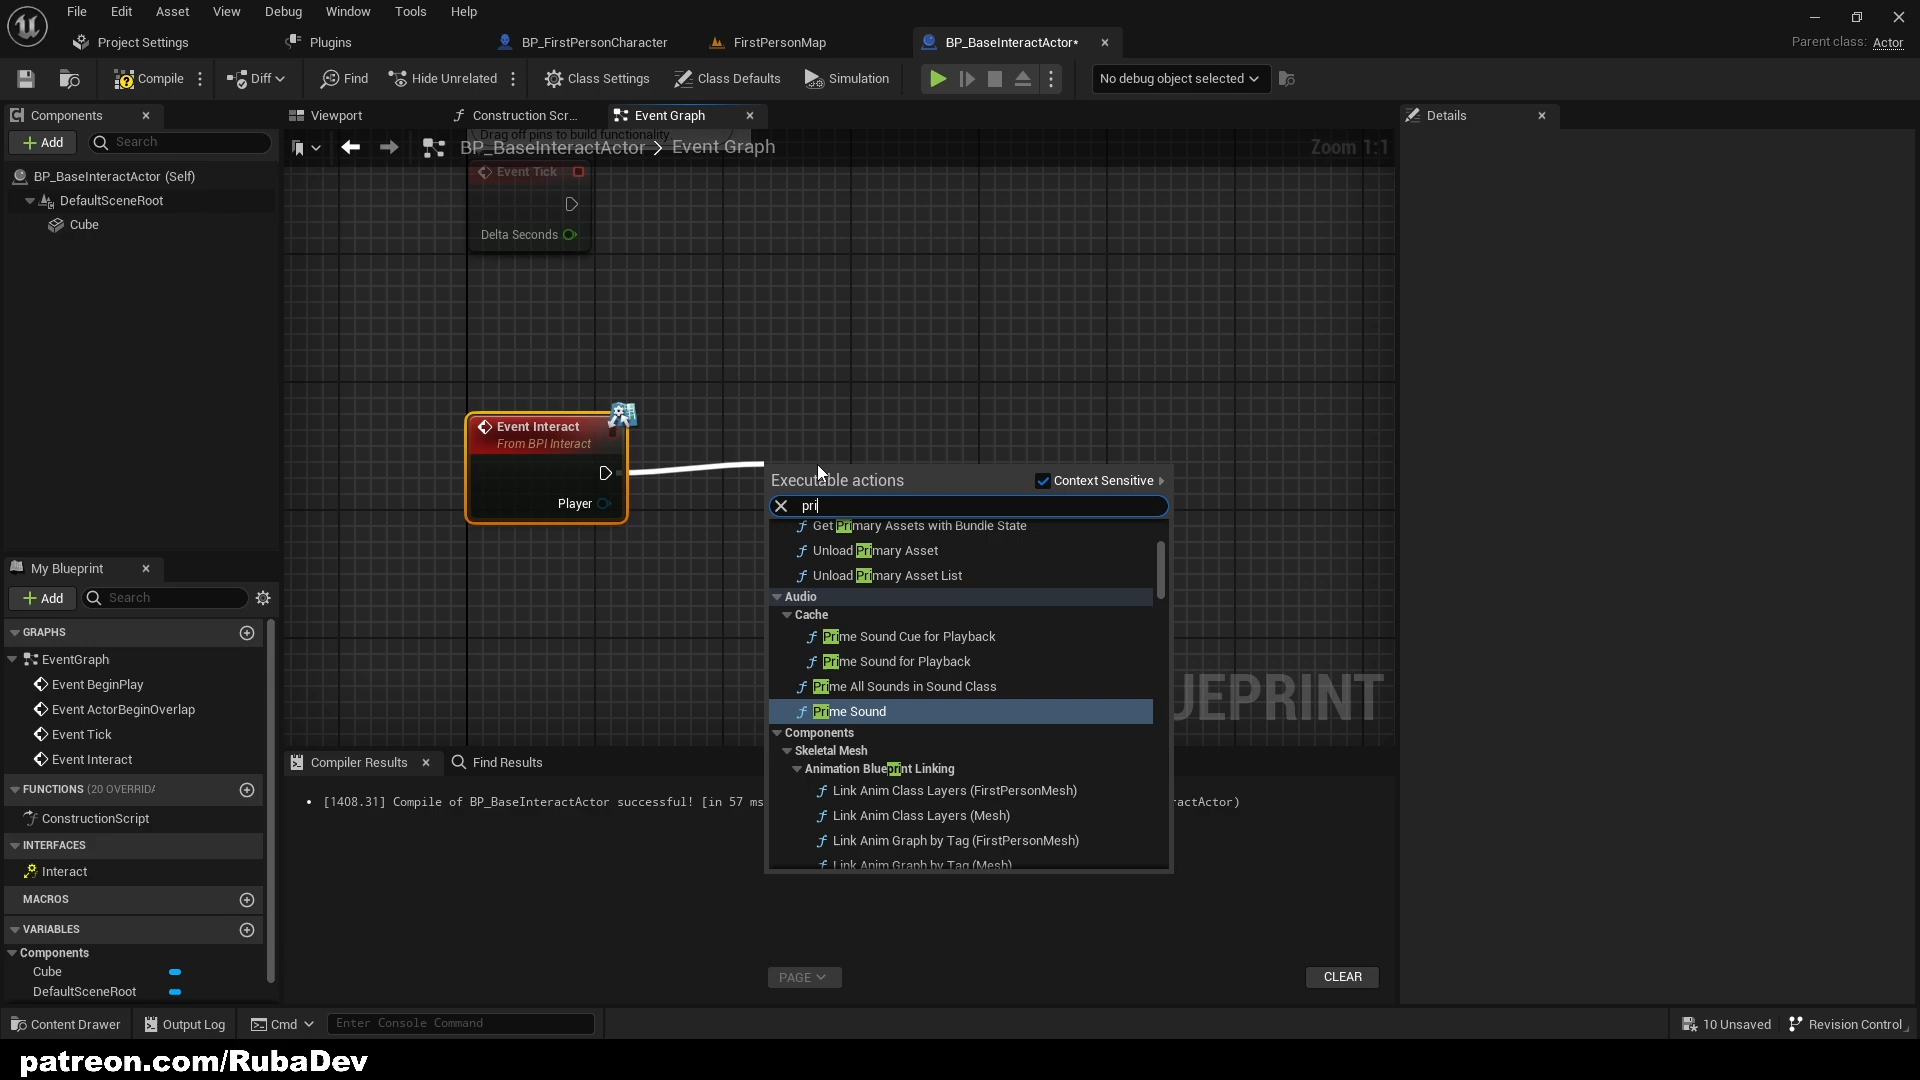 File Edit Asset View Debug Window Tools Help
Project Settings Plugins BP_FirstPersonCharacter FirstPersonMap BP_BaseInteractActor* Parent class: Actor
Compile Diff Find Hide Unrelated Class Settings Class Defaults Simulation No debug object selected
Components
Add Search
BP_BaseInteractActor (Self)
DefaultSceneRoot
Cube
Viewport Construction Scr... Event Graph
Drag off pins to build functionality.
BP_BaseInteractActor > Event Graph
Zoom 1:1
Event Tick
Delta Seconds
Event Interact
From BPI Interact
Player
Executable actions Context Sensitive
pri
Get Primary Assets with Bundle State
Unload Primary Asset
Unload Primary Asset List
Audio
Cache
Prime Sound Cue for Playback
Prime Sound for Playback
Prime All Sounds in Sound Class
Prime Sound
Components
Skeletal Mesh
Animation Blueprint Linking
Link Anim Class Layers (FirstPersonMesh)
Link Anim Class Layers (Mesh)
Link Anim Graph by Tag (FirstPersonMesh)
Link Anim Graph by Tag (Mesh)
UEPRINT
Details
My Blueprint
Add Search
GRAPHS
EventGraph
Event BeginPlay
Event ActorBeginOverlap
Event Tick
Event Interact
FUNCTIONS (20 OVERRIDA
ConstructionScript
INTERFACES
Interact
MACROS
VARIABLES
Components
Cube
DefaultSceneRoot
Compiler Results Find Results
[1408.31] Compile of BP_BaseInteractActor successful! [in 57 ms actActor)
PAGE CLEAR
Content Drawer Output Log Cmd Enter Console Command 10 Unsaved Revision Control
patreon.com/RubaDev